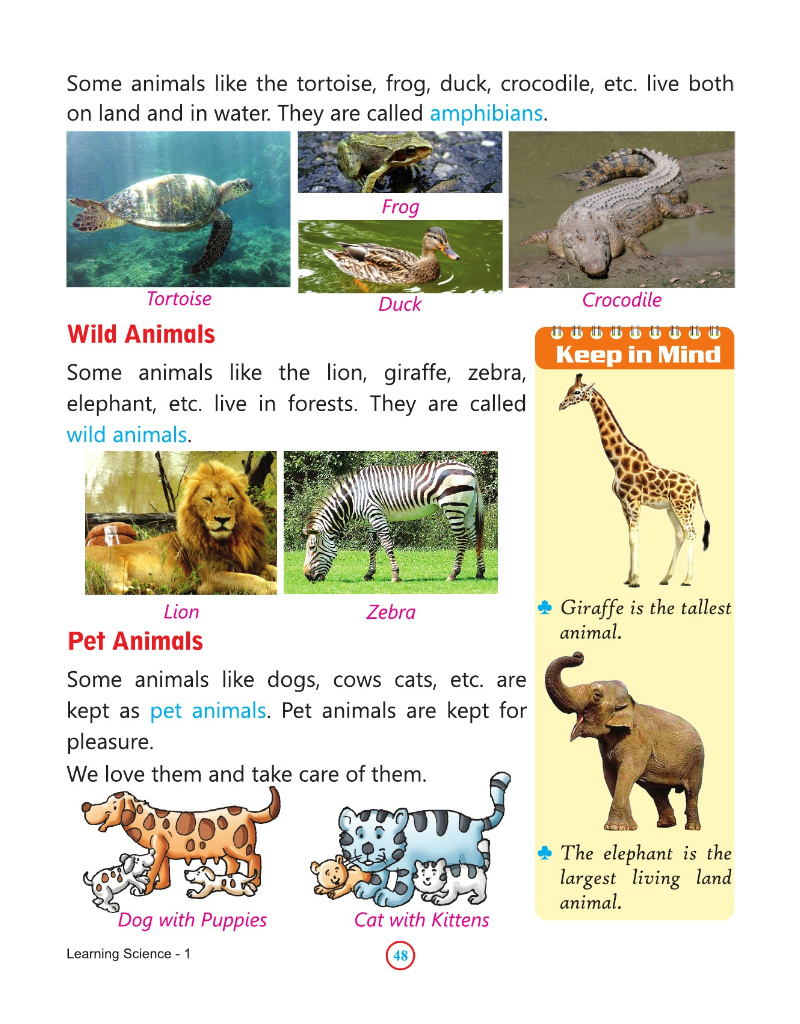 Some animals like the tortoise, frog, duck, crocodile, etc. live both
on land and in water. They are called amphibians.
Tortoise
Frog
Duck
Crocodile
Wild Animals
Some animals like the lion, giraffe, zebra,
elephant, etc. live in forests. They are called
wild animals.
Lion
Zebra
Pet Animals
Some animals like dogs, cows cats, etc. are
kept as pet animals. Pet animals are kept for
pleasure.
We love them and take care of them.
Dog with Puppies
Cat with Kittens
Keep in Mind
♣ Giraffe is the tallest
animal.
♣ The elephant is the
largest living land
animal.
Learning Science - 1
48